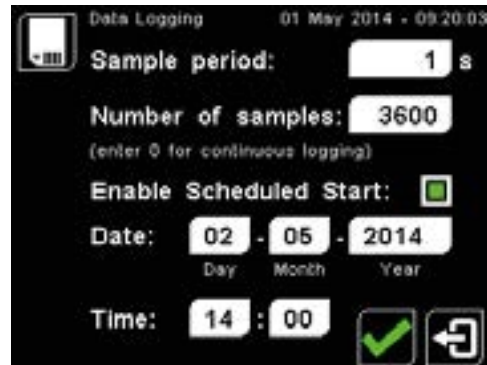 Data Logging 01 May 2014 - 09:20:03
Sample period: 1 s
Number of samples: 3600
(enter 0 for continuous logging)
Enable Scheduled Start:
Date: 02 - 05 - 2014
Day Month Year
Time: 14 : 00